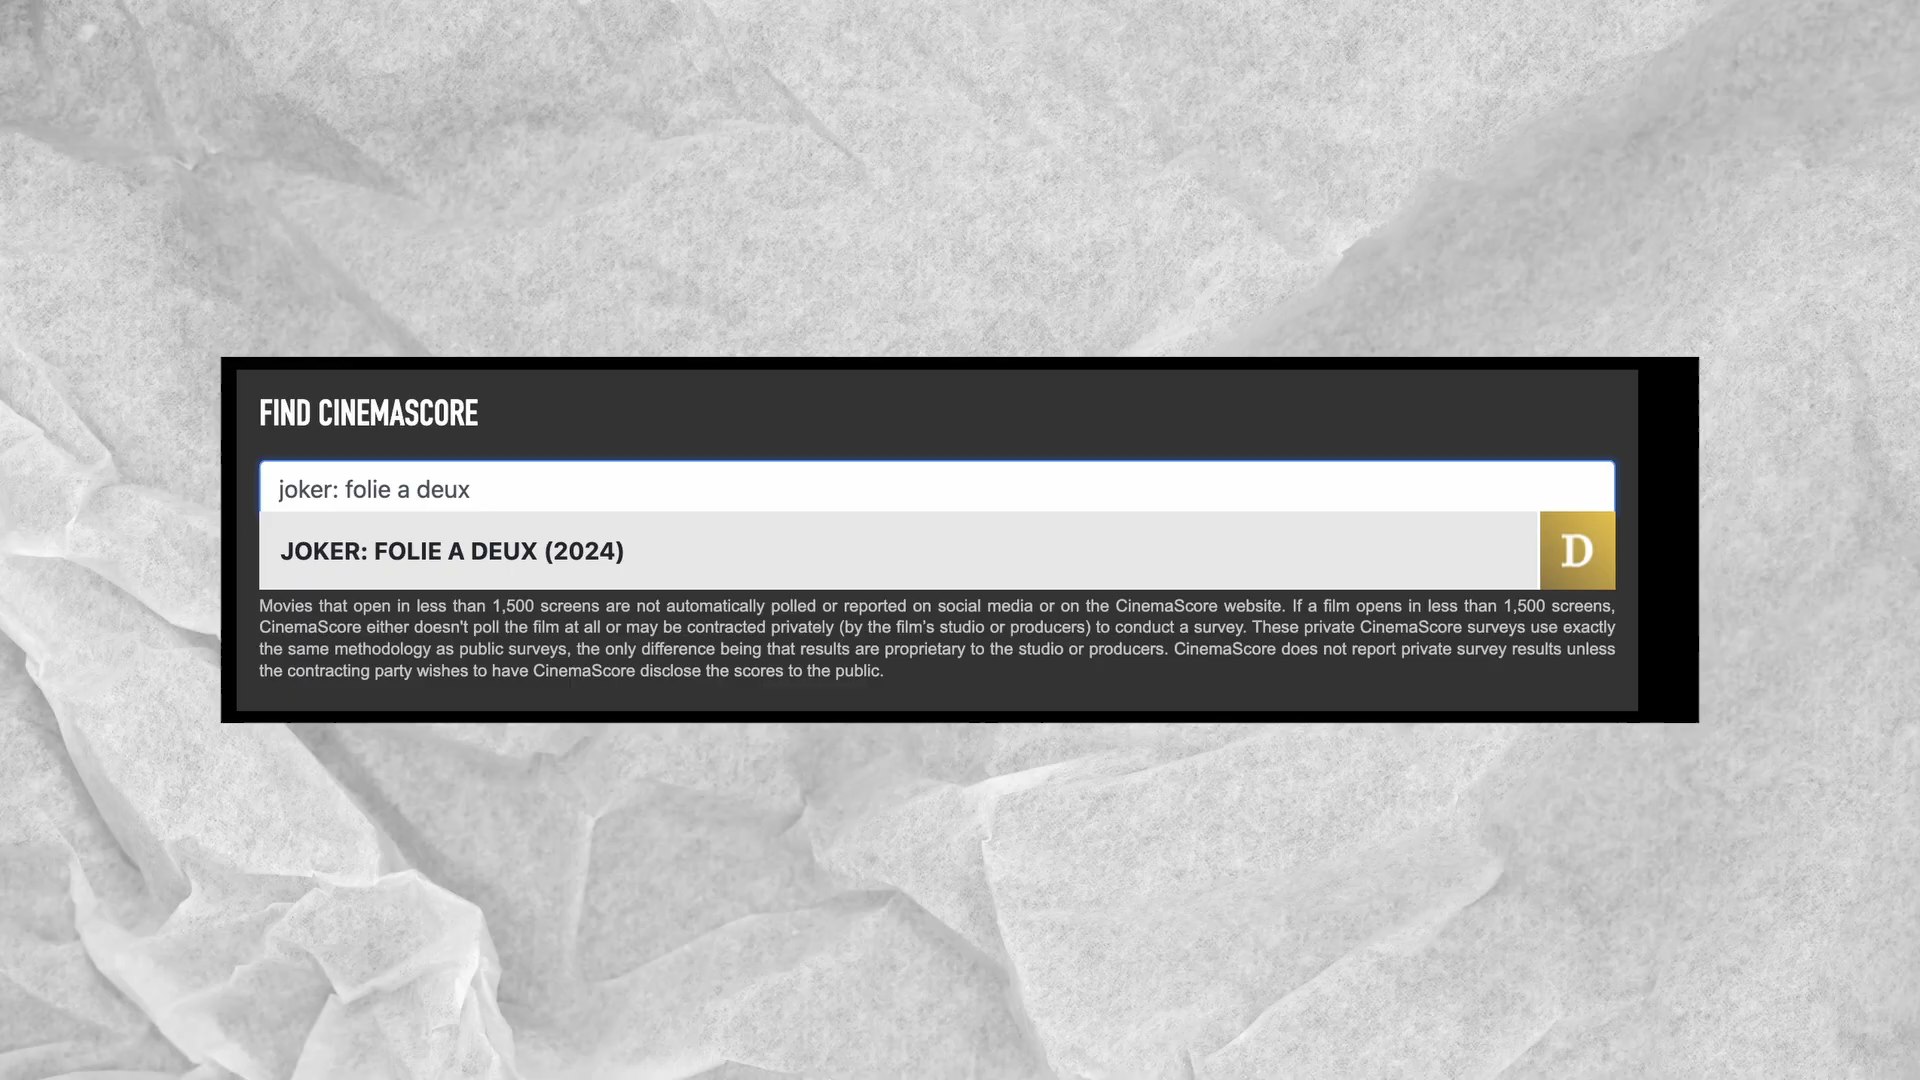 FIND CINEMASCORE
joker: folie a deux
JOKER: FOLIE A DEUX (2024)
D
Movies that open in less than 1,500 screens are not automatically polled or reported on social media or on the CinemaScore website. If a film opens in less than 1,500 screens,
CinemaScore either doesn't poll the film at all or may be contracted privately (by the film’s studio or producers) to conduct a survey. These private CinemaScore surveys use exactly
the same methodology as public surveys, the only difference being that results are proprietary to the studio or producers. CinemaScore does not report private survey results unless
the contracting party wishes to have CinemaScore disclose the scores to the public.